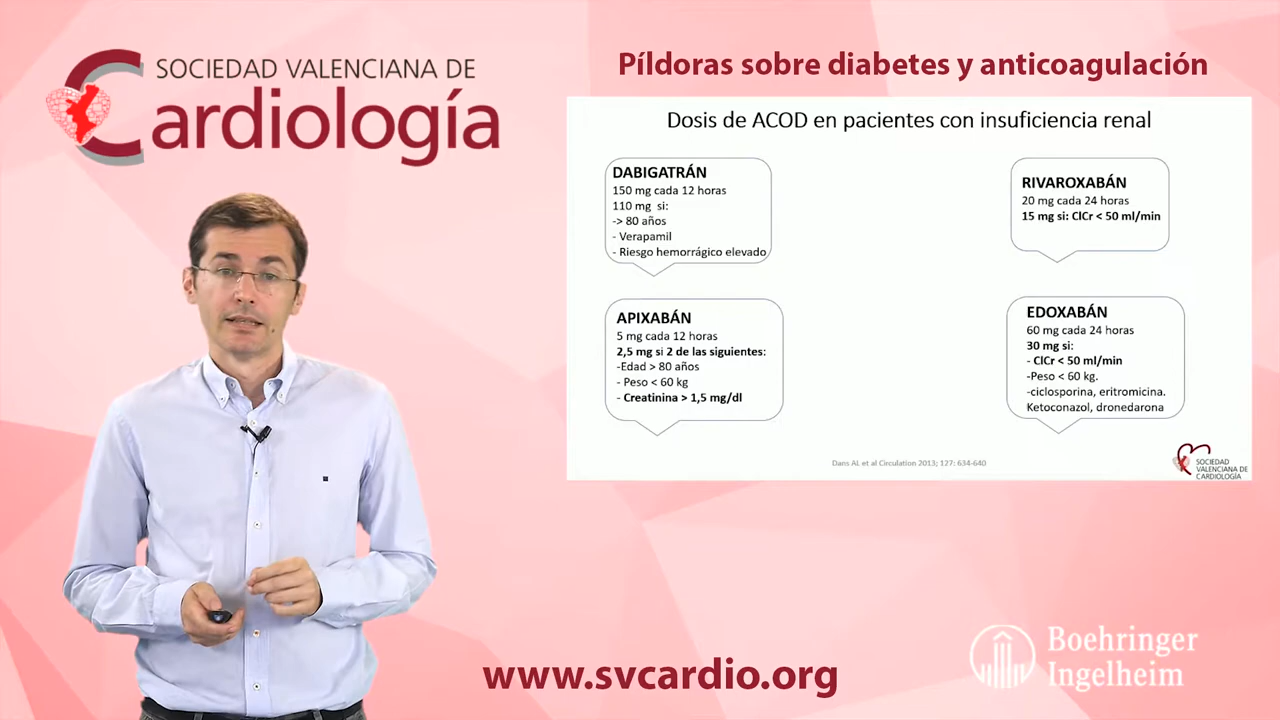 SOCIEDAD VALENCIANA DE
Cardiología
Píldoras sobre diabetes y anticoagulación
Dosis de ACOD en pacientes con insuficiencia renal
DABIGATRÁN
150 mg cada 12 horas
110 mg si:
-> 80 años
- Verapamil
- Riesgo hemorrágico elevado
RIVAROXABÁN
20 mg cada 24 horas
15 mg si: ClCr < 50 ml/min
APIXABÁN
5 mg cada 12 horas
2,5 mg si 2 de las siguientes:
-Edad > 80 años
- Peso < 60 kg
- Creatinina > 1,5 mg/dl
EDOXABÁN
60 mg cada 24 horas
30 mg si:
- ClCr < 50 ml/min
-Peso < 60 kg.
-ciclosporina, eritromicina.
Ketoconazol, dronedarona
Dans AL et al Circulation 2013; 127: 634-640
SOCIEDAD
VALENCIANA DE
CARDIOLOGÍA
www.svcardio.org
Boehringer
Ingelheim